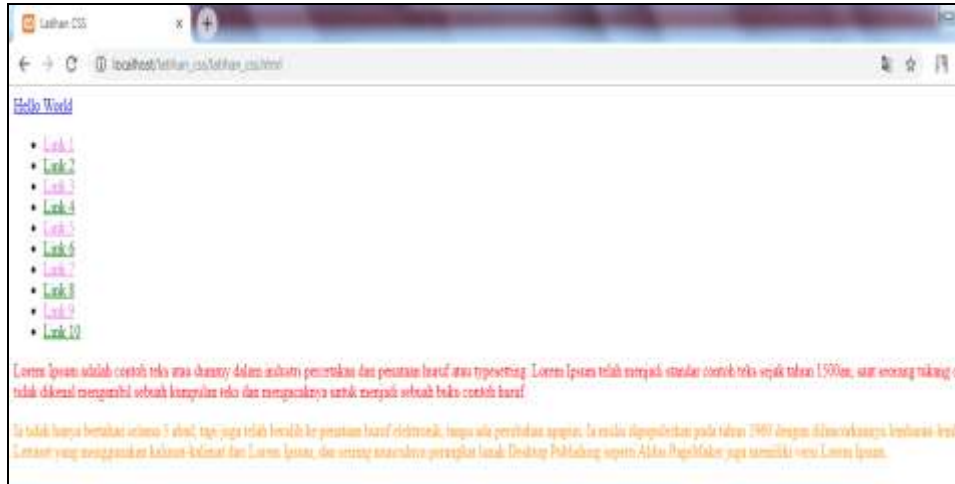 Latihan CSS
localhost/latihan_css/latihan_css.html
Hello World
Link 1
Link 2
Link 3
Link 4
Link 5
Link 6
Link 7
Link 8
Link 9
Link 10
Lorem Ipsum adalah contoh teks atau dummy dalam industri percetakan dan penataan huruf atau typesetting. Lorem Ipsum telah menjadi standar contoh teks sejak tahun 1500an, saat seorang tukang
tidak dikenal mengambil sebuah kumpulan teks dan mengacaknya untuk menjadi sebuah buku contoh huruf.
Ia tidak hanya bertahan selama 5 abad, tapi juga telah beralih ke penataan huruf elektronik, tanpa ada perubahan apapun. Ia mulai dipopulerkan pada tahun 1960 dengan diluncurkannya lembaran-
Letraset yang menggunakan kalimat-kalimat dari Lorem Ipsum, dan seiring munculnya perangkat lunak Desktop Publishing seperti Aldus PageMaker juga memiliki versi Lorem Ipsum.